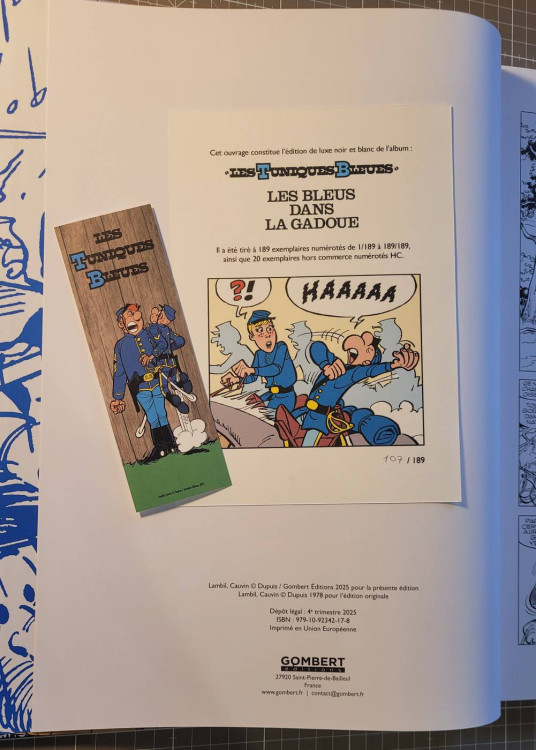 Cet ouvrage constitue l'édition de luxe noir et blanc de l'album :
LES TUNIQUES BLEUES
LES BLEUS
DANS
LA GADOUE
Il a été tiré à 189 exemplaires numérotés de 1/189 à 189/189,
ainsi que 20 exemplaires hors commerce numérotés HC.
?!
HAAAAA
107 / 189
LES
TUNIQUES
BLEUES
Lambil, Cauvin © Dupuis / Gombert Éditions 2025 pour la présente édition
Lambil, Cauvin © Dupuis 1978 pour l'édition originale
Dépôt légal : 4e trimestre 2025
ISBN : 979-10-92342-17-8
Imprimé en Union Européenne
GOMBERT
éditions
27920 Saint-Pierre-de-Bailleul
France
www.gombert.fr | contact@gombert.fr